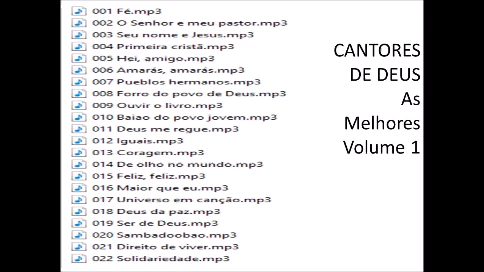 001 Fé.mp3
002 O Senhor e meu pastor.mp3
003 Seu nome e Jesus.mp3
004 Primeira cristã.mp3
005 Hei, amigo.mp3
006 Amarás, amarás.mp3
007 Pueblos hermanos.mp3
008 Forro do povo de Deus.mp3
009 Ouvir o livro.mp3
010 Baiao do povo jovem.mp3
011 Deus me regue.mp3
012 Iguais.mp3
013 Coragem.mp3
014 De olho no mundo.mp3
015 Feliz, feliz.mp3
016 Maior que eu.mp3
017 Universo em canção.mp3
018 Deus da paz.mp3
019 Ser de Deus.mp3
020 Sambadoobao.mp3
021 Direito de viver.mp3
022 Solidariedade.mp3
CANTORES
DE DEUS
As
Melhores
Volume 1